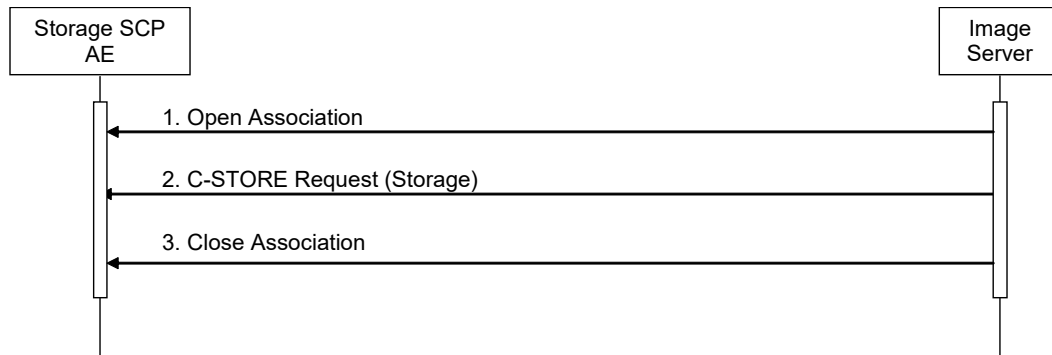 Storage SCP
AE
Image
Server
1. Open Association
2. C-STORE Request (Storage)
3. Close Association